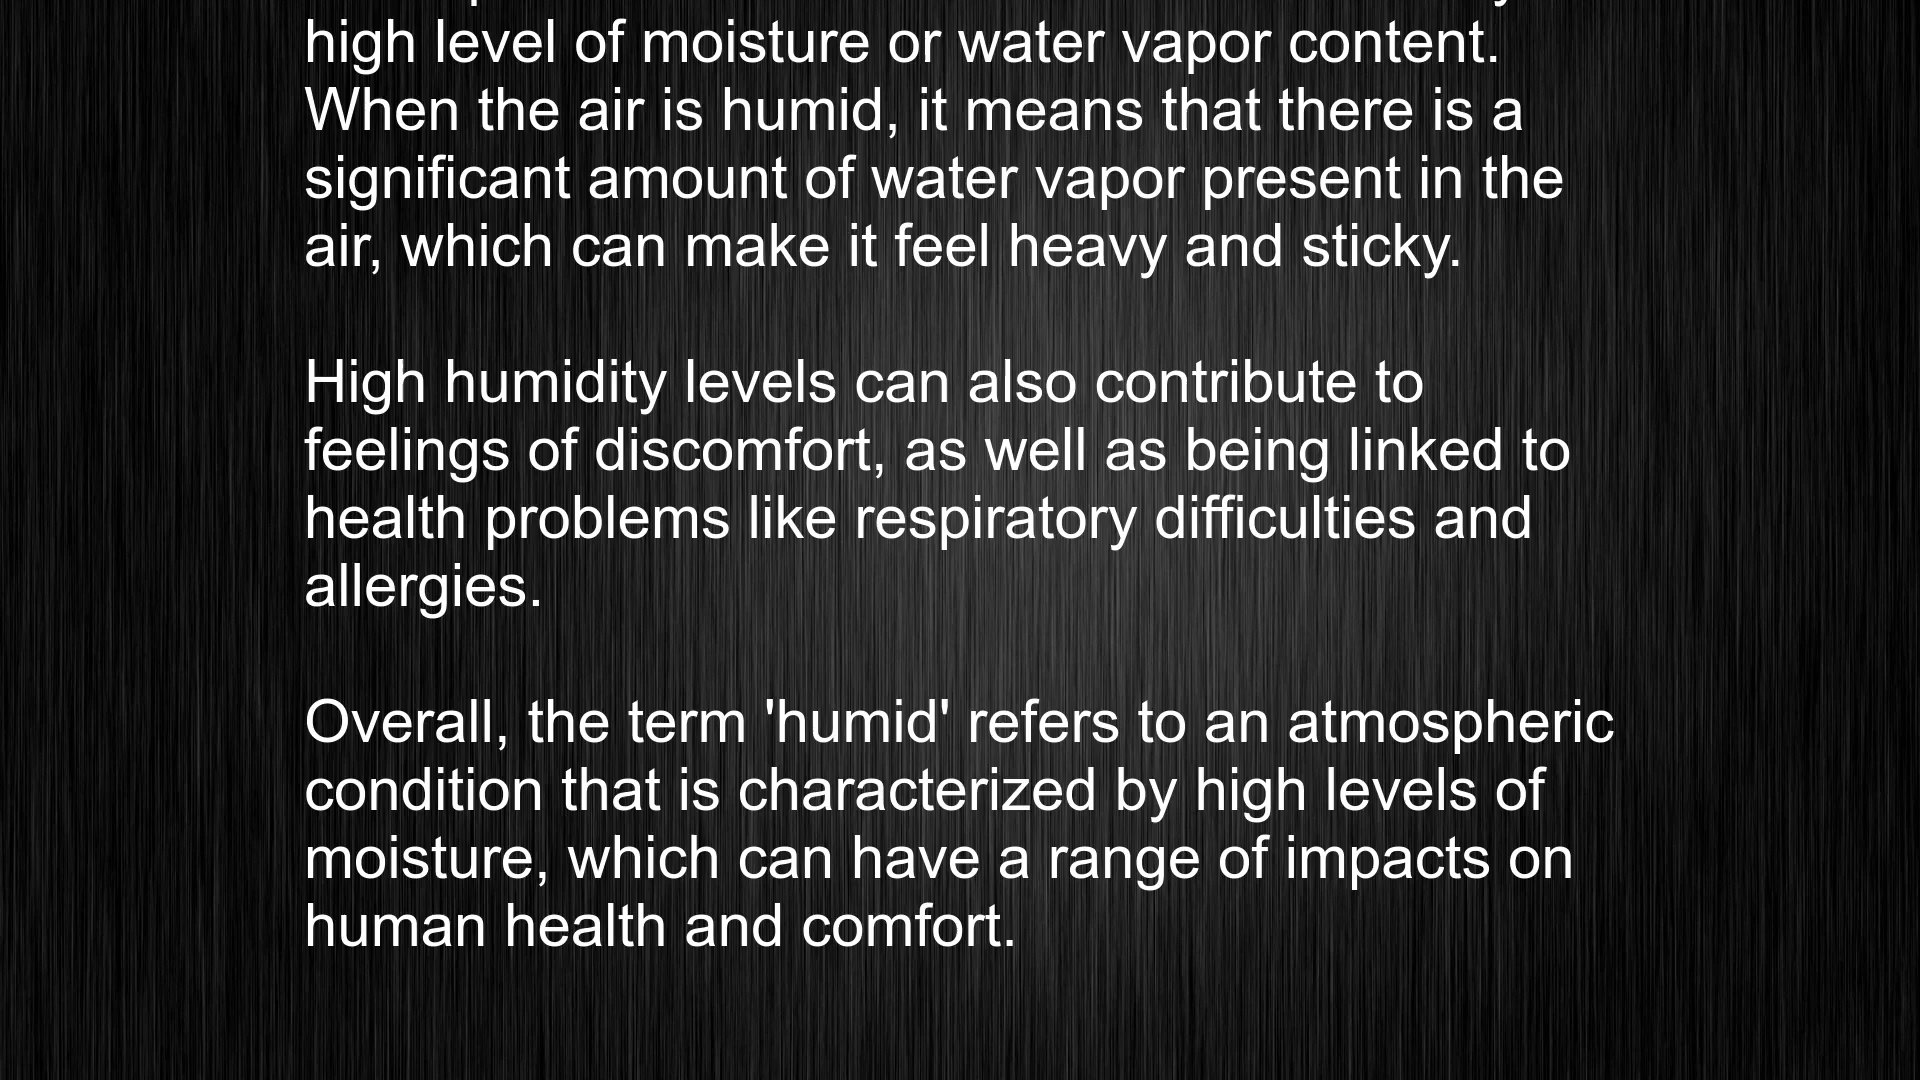 high level of moisture or water vapor content.
When the air is humid, it means that there is a
significant amount of water vapor present in the
air, which can make it feel heavy and sticky.
High humidity levels can also contribute to
feelings of discomfort, as well as being linked to
health problems like respiratory difficulties and
allergies.
Overall, the term 'humid' refers to an atmospheric
condition that is characterized by high levels of
moisture, which can have a range of impacts on
human health and comfort.